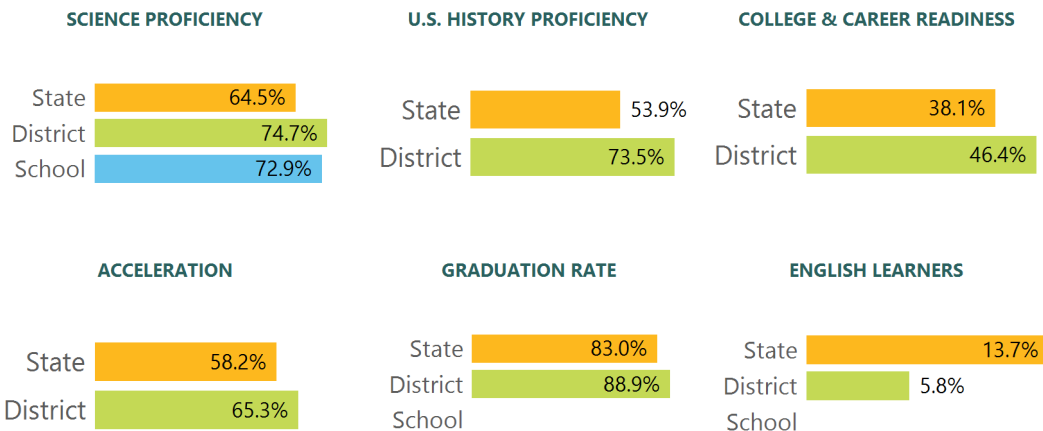 SCIENCE PROFICIENCY
State 64.5%
District 74.7%
School 72.9%
U.S. HISTORY PROFICIENCY
State 53.9%
District 73.5%
COLLEGE & CAREER READINESS
State 38.1%
District 46.4%
ACCELERATION
State 58.2%
District 65.3%
GRADUATION RATE
State 83.0%
District 88.9%
School
ENGLISH LEARNERS
State 13.7%
District 5.8%
School